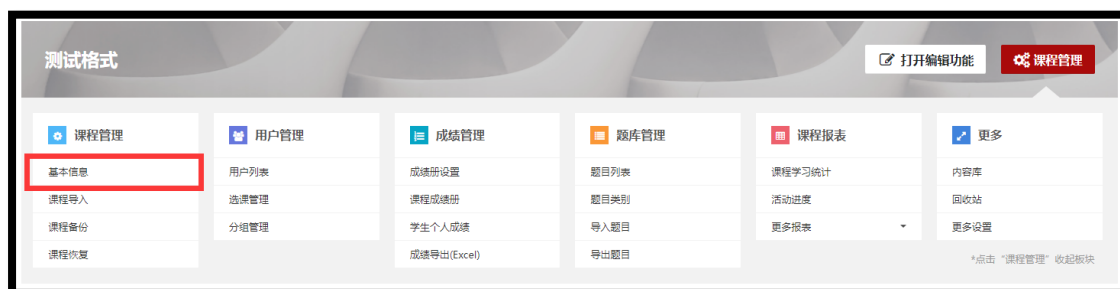 测试格式
打开编辑功能
课程管理
课程管理
基本信息
课程导入
课程备份
课程恢复
用户管理
用户列表
选课管理
分组管理
成绩管理
成绩册设置
课程成绩册
学生个人成绩
成绩导出(Excel)
题库管理
题目列表
题目类别
导入题目
导出题目
课程报表
课程学习统计
活动进度
更多报表
更多
内容库
回收站
更多设置
*点击“课程管理”收起板块